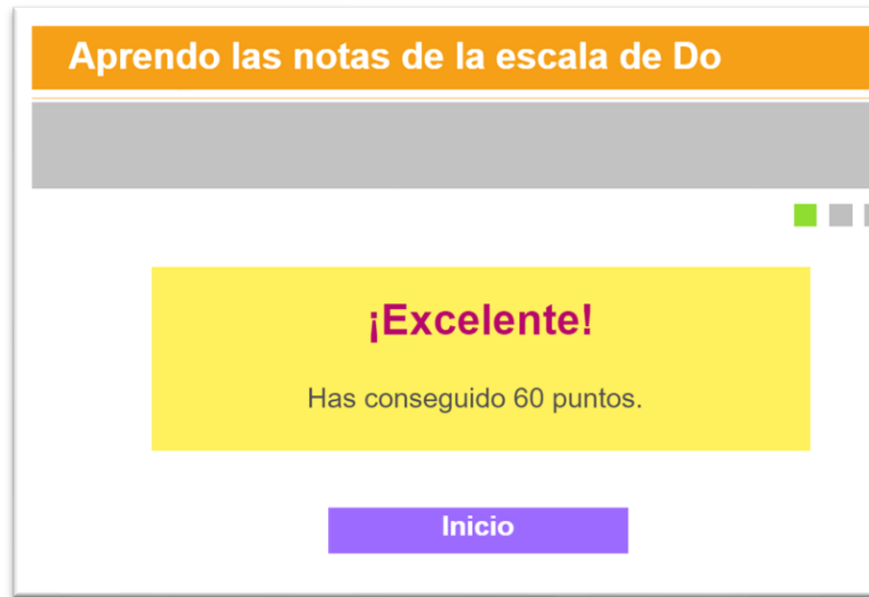 Aprendo las notas de la escala de Do
¡Excelente!
Has conseguido 60 puntos.
Inicio